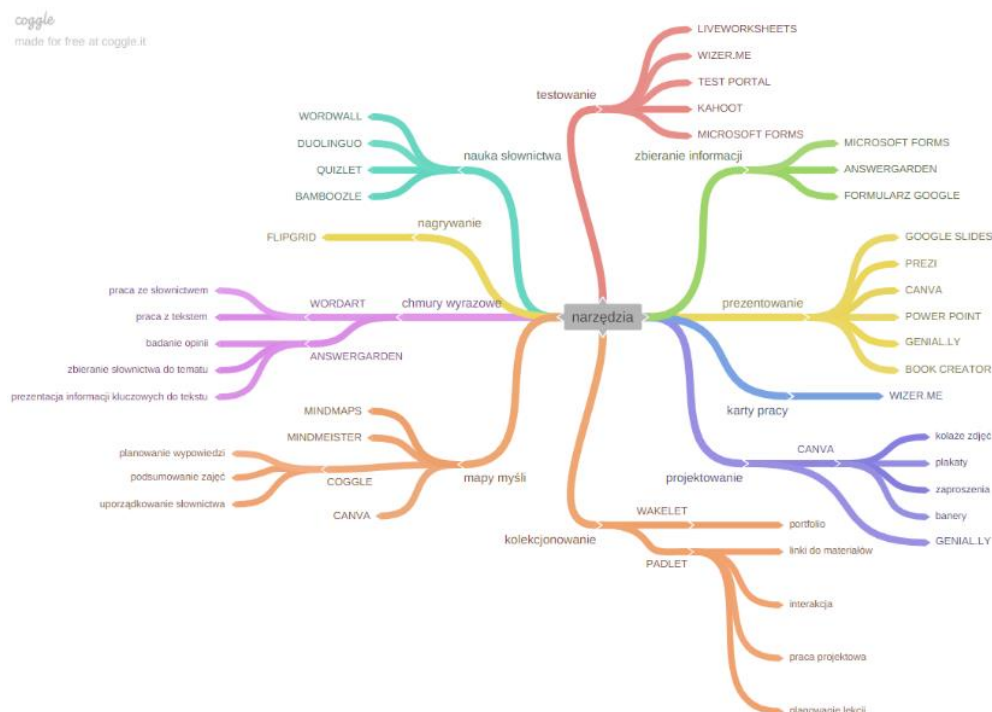 coggle
made for free at coggle.it
narzędzia
testowanie
LIVEWORKSHEETS
WIZER.ME
TEST PORTAL
KAHOOT
MICROSOFT FORMS
zbieranie informacji
MICROSOFT FORMS
ANSWERGARDEN
FORMULARZ GOOGLE
prezentowanie
GOOGLE SLIDES
PREZI
CANVA
POWER POINT
GENIAL.LY
BOOK CREATOR
karty pracy
WIZER.ME
projektowanie
CANVA
kolaże zdjęć
plakaty
zaproszenia
banery
GENIAL.LY
nauka słownictwa
WORDWALL
DUOLINGUO
QUIZLET
BAMBOOZLE
nagrywanie
FLIPGRID
chmury wyrazowe
WORDART
praca ze słownictwem
praca z tekstem
ANSWERGARDEN
badanie opinii
zbieranie słownictwa do tematu
prezentacja informacji kluczowych do tekstu
mapy myśli
MINDMAPS
MINDMEISTER
COGGLE
planowanie wypowiedzi
podsumowanie zajęć
uporządkowanie słownictwa
CANVA
kolekcjonowanie
WAKELET
portfolio
PADLET
linki do materiałów
interakcja
praca projektowa
planowanie lekcji